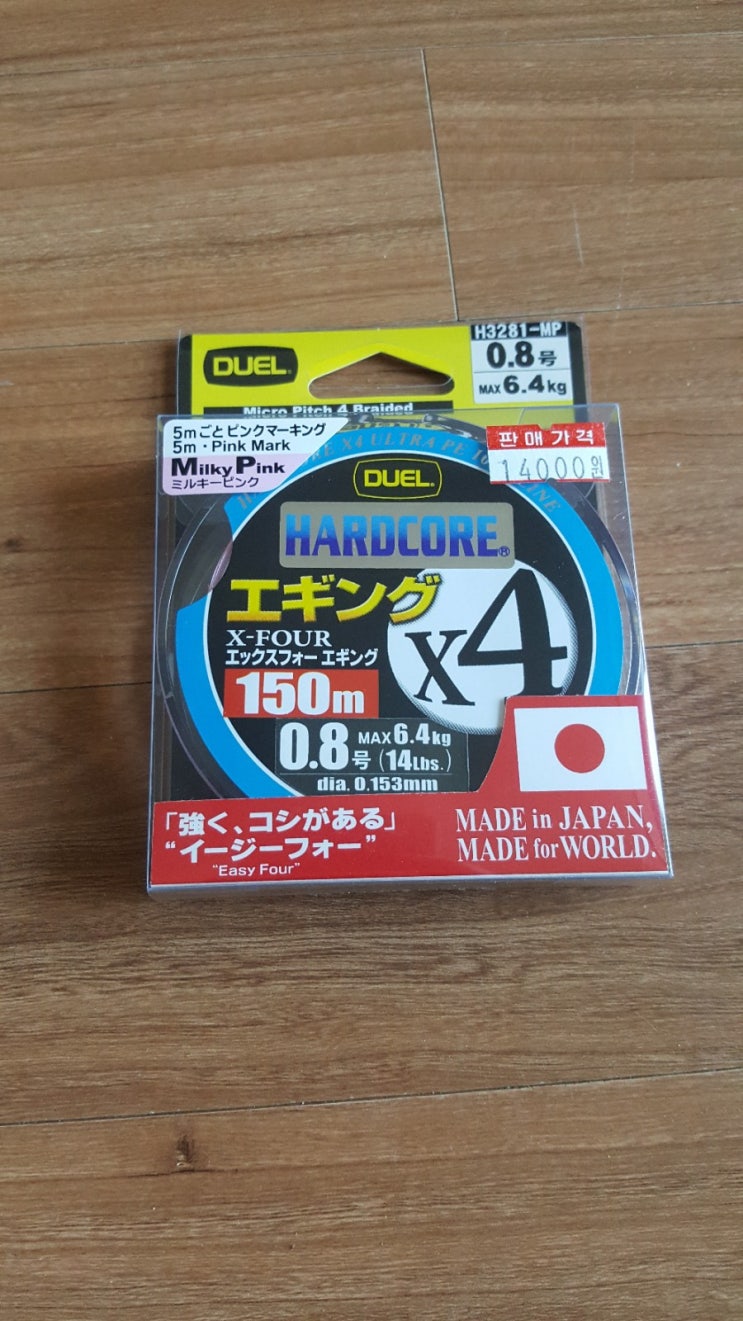 H3281-MP
DUEL®
0.8号
MAX 6.4kg
Micro Pitch 4 Braided
5mごとピンクマーキング
5m・Pink Mark
Milky Pink
ミルキーピンク
판매가격
14000원
X4 ULTRA PE
DUEL®
HARDCORE®
エギング
X-FOUR
エックスフォー エギング
x4
150m
0.8号 MAX 6.4kg
(14Lbs.)
dia. 0.153mm
「強く、コシがある」
“イージーフォー”
"Easy Four"
MADE in JAPAN,
MADE for WORLD.